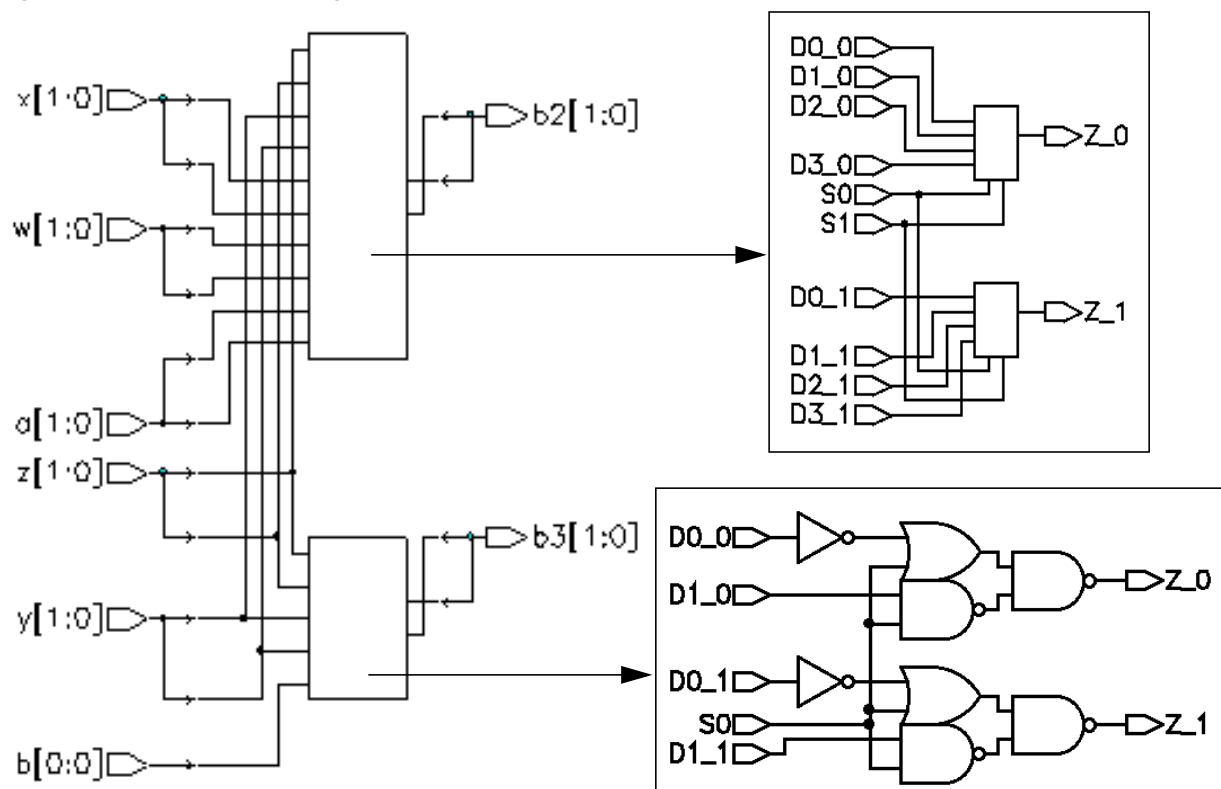 x[1:0]
w[1:0]
a[1:0]
z[1:0]
y[1:0]
b[0:0]
b2[1:0]
b3[1:0]
D0_0
D1_0
D2_0
D3_0
S0
S1
D0_1
D1_1
D2_1
D3_1
Z_0
Z_1
D0_0
D1_0
D0_1
S0
D1_1
Z_0
Z_1